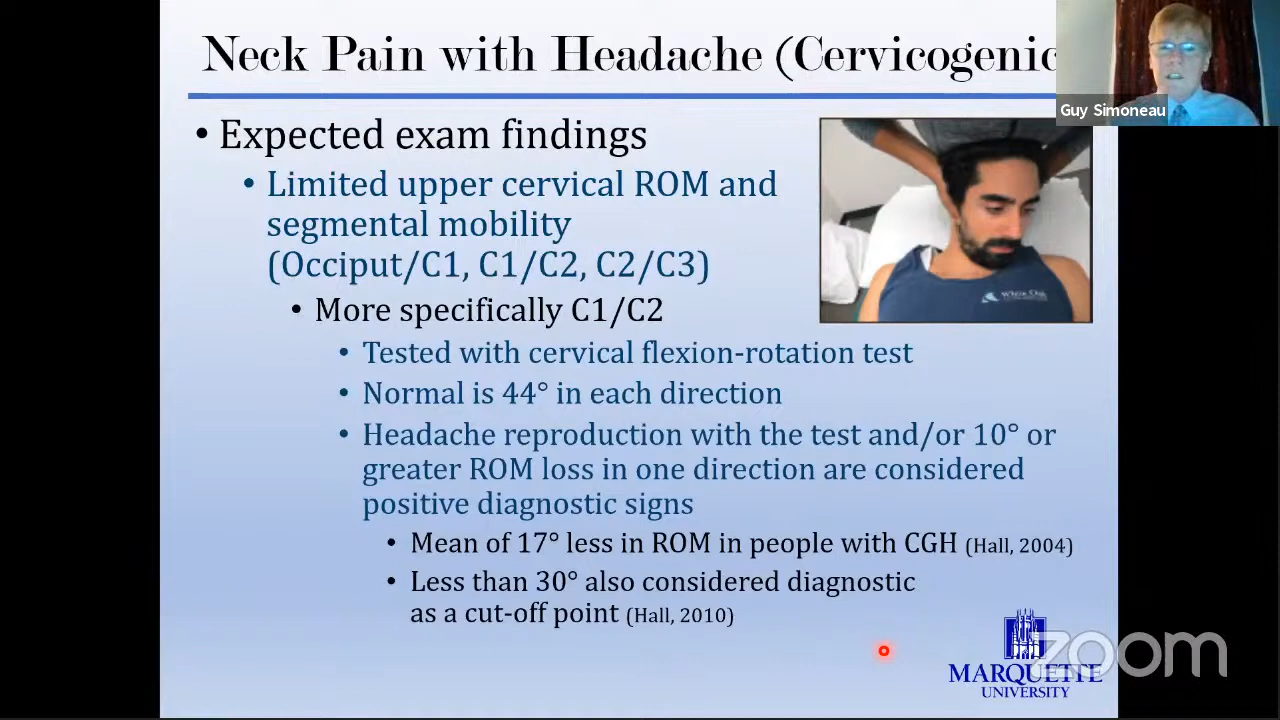 Neck Pain with Headache (Cervicogenic
Guy Simoneau
• Expected exam findings
• Limited upper cervical ROM and
segmental mobility
(Occiput/C1, C1/C2, C2/C3)
• More specifically C1/C2
• Tested with cervical flexion-rotation test
• Normal is 44° in each direction
• Headache reproduction with the test and/or 10° or
greater ROM loss in one direction are considered
positive diagnostic signs
• Mean of 17° less in ROM in people with CGH (Hall, 2004)
• Less than 30° also considered diagnostic
as a cut-off point (Hall, 2010)
zoom
MARQUETTE
UNIVERSITY